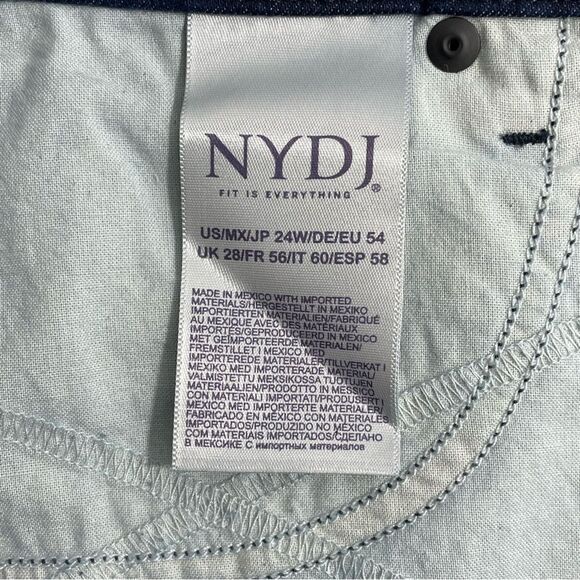 NYDJ®
FIT IS EVERYTHING
US/MX/JP 24W/DE/EU 54
UK 28/FR 56/IT 60/ESP 58
MADE IN MEXICO WITH IMPORTED
MATERIALS/HERGESTELLT IN MEXIKO
IMPORTIERTEN MATERIALIEN/FABRIQUÉ
AU MEXIQUE AVEC DES MATÉRIAUX
IMPORTÉS/GEPRODUCEERD IN MEXICO
MET GEÏMPORTEERDE MATERIALEN/
FREMSTILLET I MEXICO MED
IMPORTEREDE MATERIALER/TILLVERKAT I
MEXIKO MED IMPORTERADE MATERIAL/
VALMISTETTU MEKSIKOSSA TUOTUJEN
MATERIAALIEN/PRODOTTO IN MESSICO
CON MATERIALI IMPORTATI/PRODUSERT I
MEXICO MED IMPORTERTE MATERIALER/
FABRICADO EN MÉXICO CON MATERIALES
IMPORTADOS/PRODUZIDO NO MÉXICO
COM MATERIAIS IMPORTADOS/СДЕЛАНО
В МЕКСИКЕ С импортных материалов